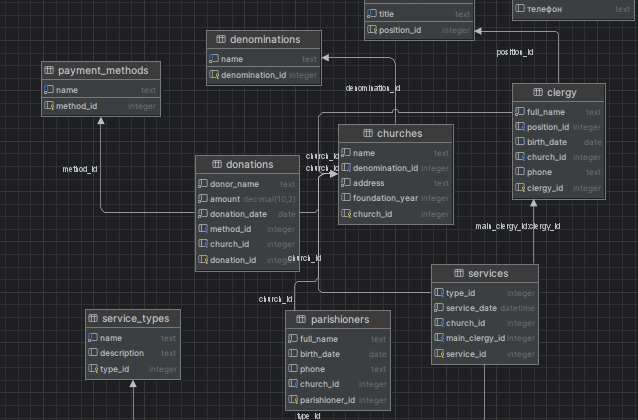 title text
position_id integer
телефон text
denominations
name text
denomination_id integer
position_id
payment_methods
name text
method_id integer
denomination_id
clergy
full_name text
position_id integer
birth_date date
church_id integer
phone text
clergy_id integer
churches
name text
denomination_id integer
address text
foundation_year integer
church_id integer
church_id
church_id
method_id
donations
donor_name text
amount decimal(10,2)
donation_date date
method_id integer
church_id integer
donation_id integer
main_clergy_id:clergy_id
church_id
services
type_id integer
service_date datetime
church_id integer
main_clergy_id integer
service_id integer
church_id
service_types
name text
description text
type_id integer
parishioners
full_name text
birth_date date
phone text
church_id integer
parishioner_id integer
type_id